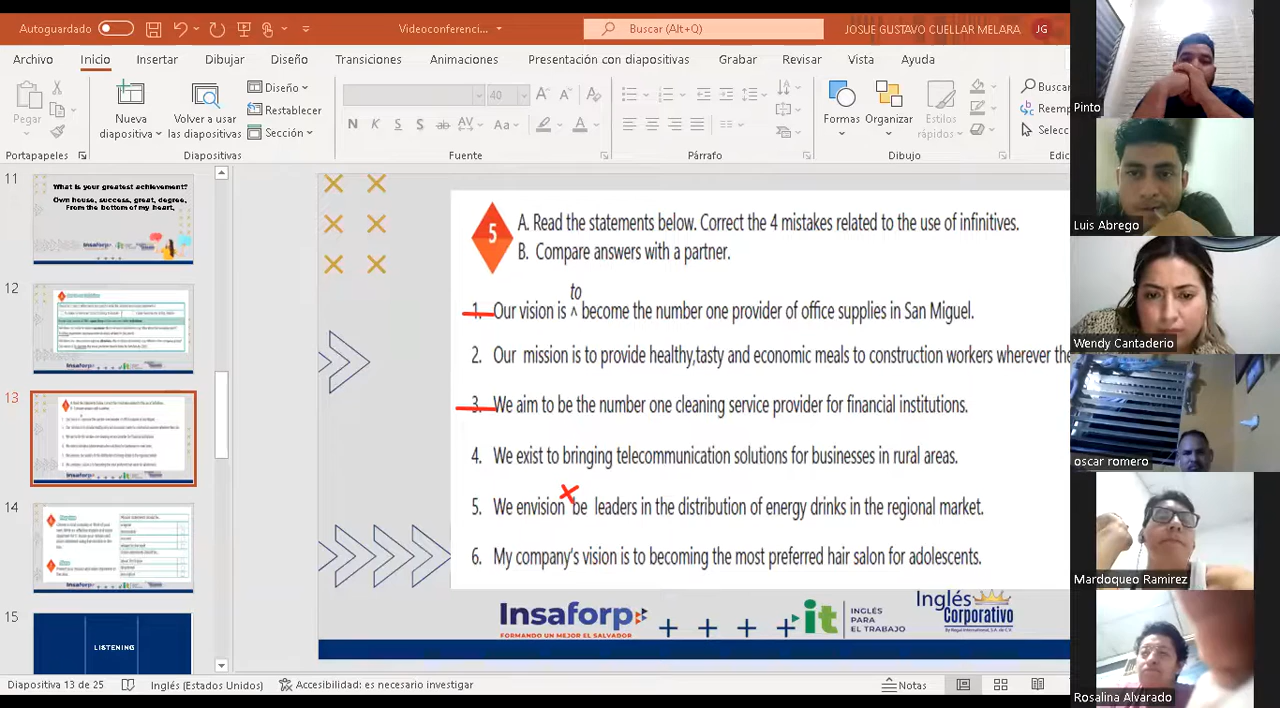 Autoguardado
Videoconferenci...
Buscar (Alt+Q)
JOSUE GUSTAVO CUELLAR MELARA
JG
Archivo
Inicio
Insertar
Dibujar
Diseño
Transiciones
Presentación con diapositivas
Grabar
Revisar
Vista
Ayuda
Pegar
Nueva
diapositiva
Volver a usar
las diapositivas
Diseño
Restablecer
Sección
40
Aa
Formas
Organizar
Estilos
rápidos
Portapapeles
Diapositivas
Fuente
Párrafo
Dibujo
11
What is your greatest achievement?
Own house, success, great, degree,
From the bottom of my heart,
12
13
14
15
LISTENING
5
A. Read the statements below. Correct the 4 mistakes related to the use of infinitives.
B. Compare answers with a partner.
to
1. Our vision is ^ become the number one provider of office supplies in San Miguel.
2. Our mission is to provide healthy,tasty and economic meals to construction workers wherever the
3. We aim to be the number one cleaning service provider for financial institutions.
4. We exist to bringing telecommunication solutions for businesses in rural areas.
5. We envision be leaders in the distribution of energy drinks in the regional market.
6. My company's vision is to becoming the most preferred hair salon for adolescents.
Insaforp
FORMANDO UN MEJOR EL SALVADOR
it
INGLÉS
PARA
EL TRABAJO
Inglés
Corporativo
Diapositiva 13 de 25
Inglés (Estados Unidos)
Accesibilidad: es necesario investigar
Notas
Pinto
Luis Abrego
Wendy Cantaderio
oscar romero
Mardoqueo Ramirez
Rosalina Alvarado